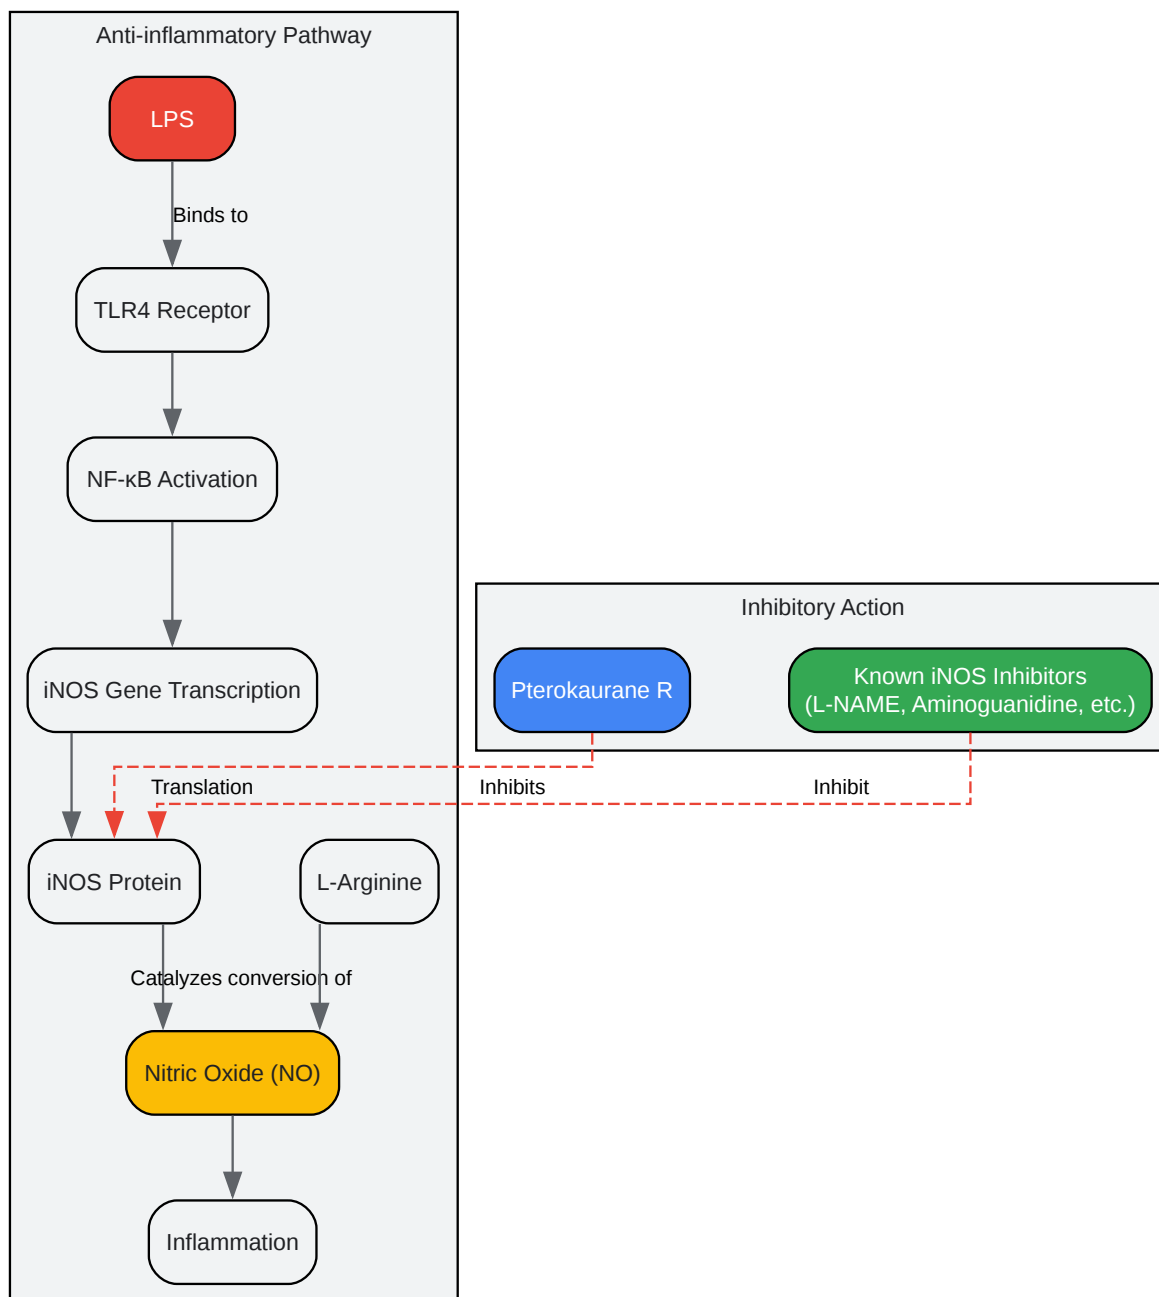 Anti-inflammatory Pathway
LPS
Binds to
TLR4 Receptor
NF-κB Activation
Inhibitory Action
iNOS Gene Transcription
Pterokaurane R
Known iNOS Inhibitors
(L-NAME, Aminoguanidine, etc.)
Translation
Inhibits
Inhibit
iNOS Protein
L-Arginine
Catalyzes conversion of
Nitric Oxide (NO)
Inflammation